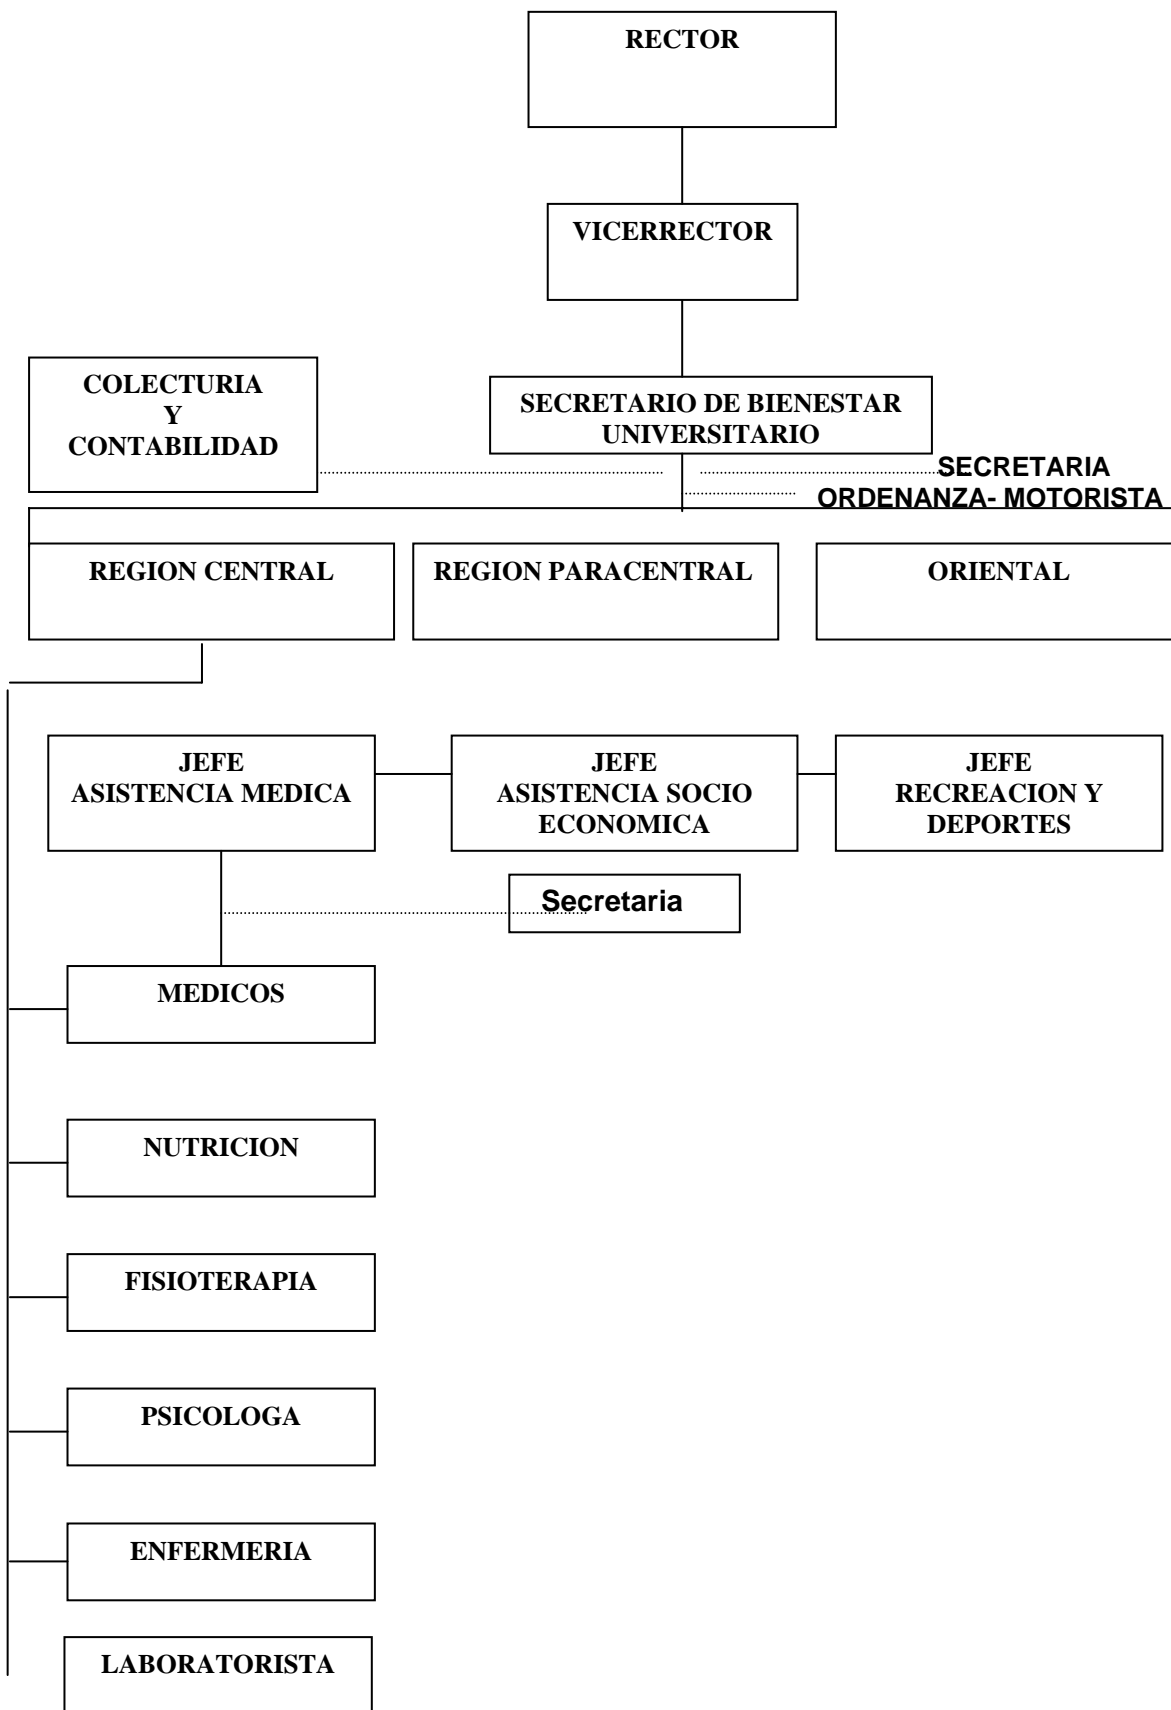 RECTOR
VICERRECTOR
COLECTURIA
Y
CONTABILIDAD
SECRETARIO DE BIENESTAR
UNIVERSITARIO
SECRETARIA
ORDENANZA- MOTORISTA
REGION CENTRAL
REGION PARACENTRAL
ORIENTAL
JEFE
ASISTENCIA MEDICA
JEFE
ASISTENCIA SOCIO
ECONOMICA
JEFE
RECREACION Y
DEPORTES
Secretaria
MEDICOS
NUTRICION
FISIOTERAPIA
PSICOLOGA
ENFERMERIA
LABORATORISTA